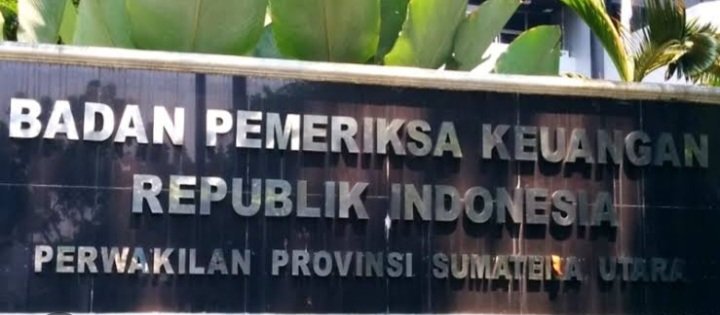 BADAN PEMERIKSA KEUANGAN
REPUBLIK INDONESIA
PERWAKILAN PROVINSI SUMATERA UTARA